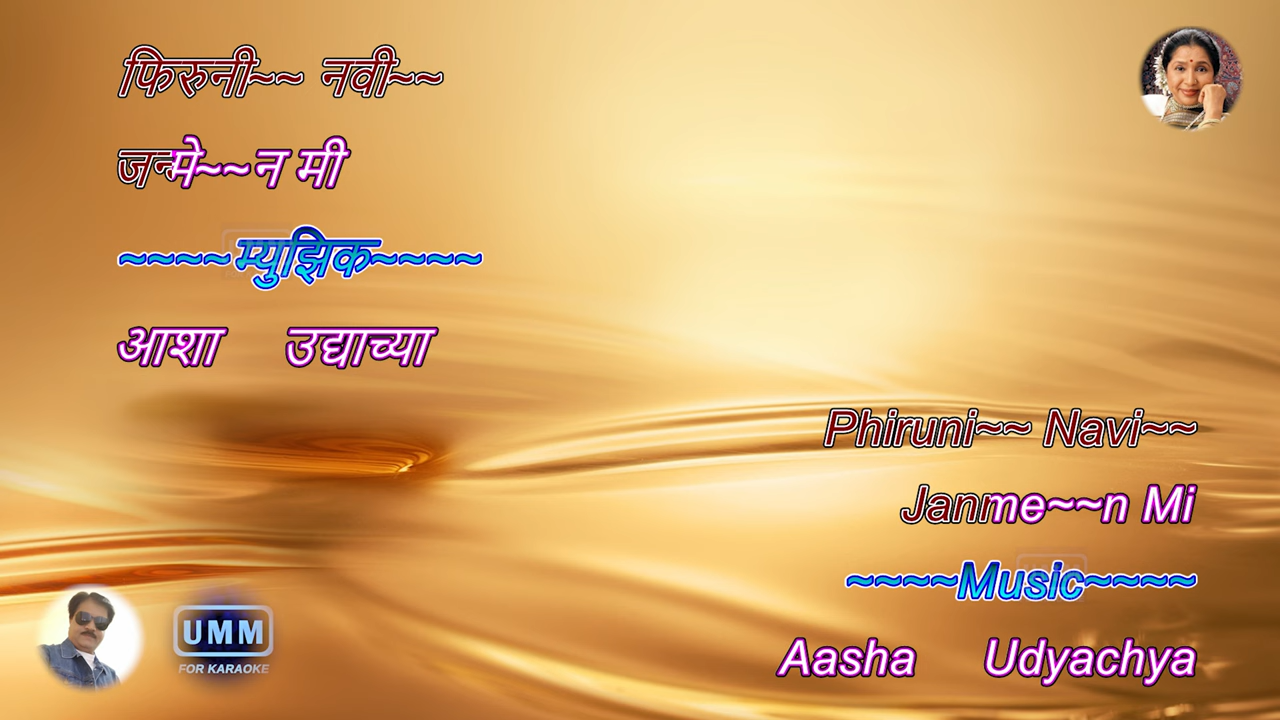 फिरुनी~~ नवी~~
जन्मे~~न मी
~~~~म्युझिक~~~~
आशा उद्याच्या
Phiruni~~ Navi~~
Janme~~n Mi
~~~~Music~~~~
Aasha Udyachya
UMM
FOR KARAOKE